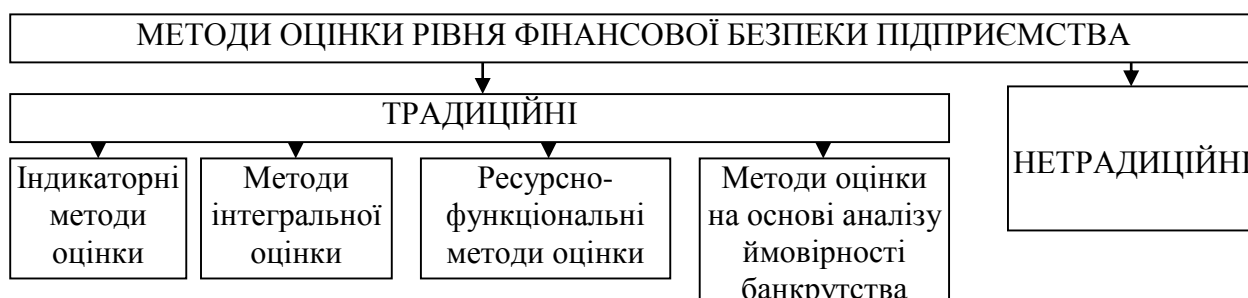 МЕТОДИ ОЦІНКИ РІВНЯ ФІНАНСОВОЇ БЕЗПЕКИ ПІДПРИЄМСТВА
ТРАДИЦІЙНІ
НЕТРАДИЦІЙНІ
Індикаторні
методи
оцінки
Методи
інтегральної
оцінки
Ресурсно-
функціональні
методи оцінки
Методи оцінки
на основі аналізу
ймовірності
банкрутства